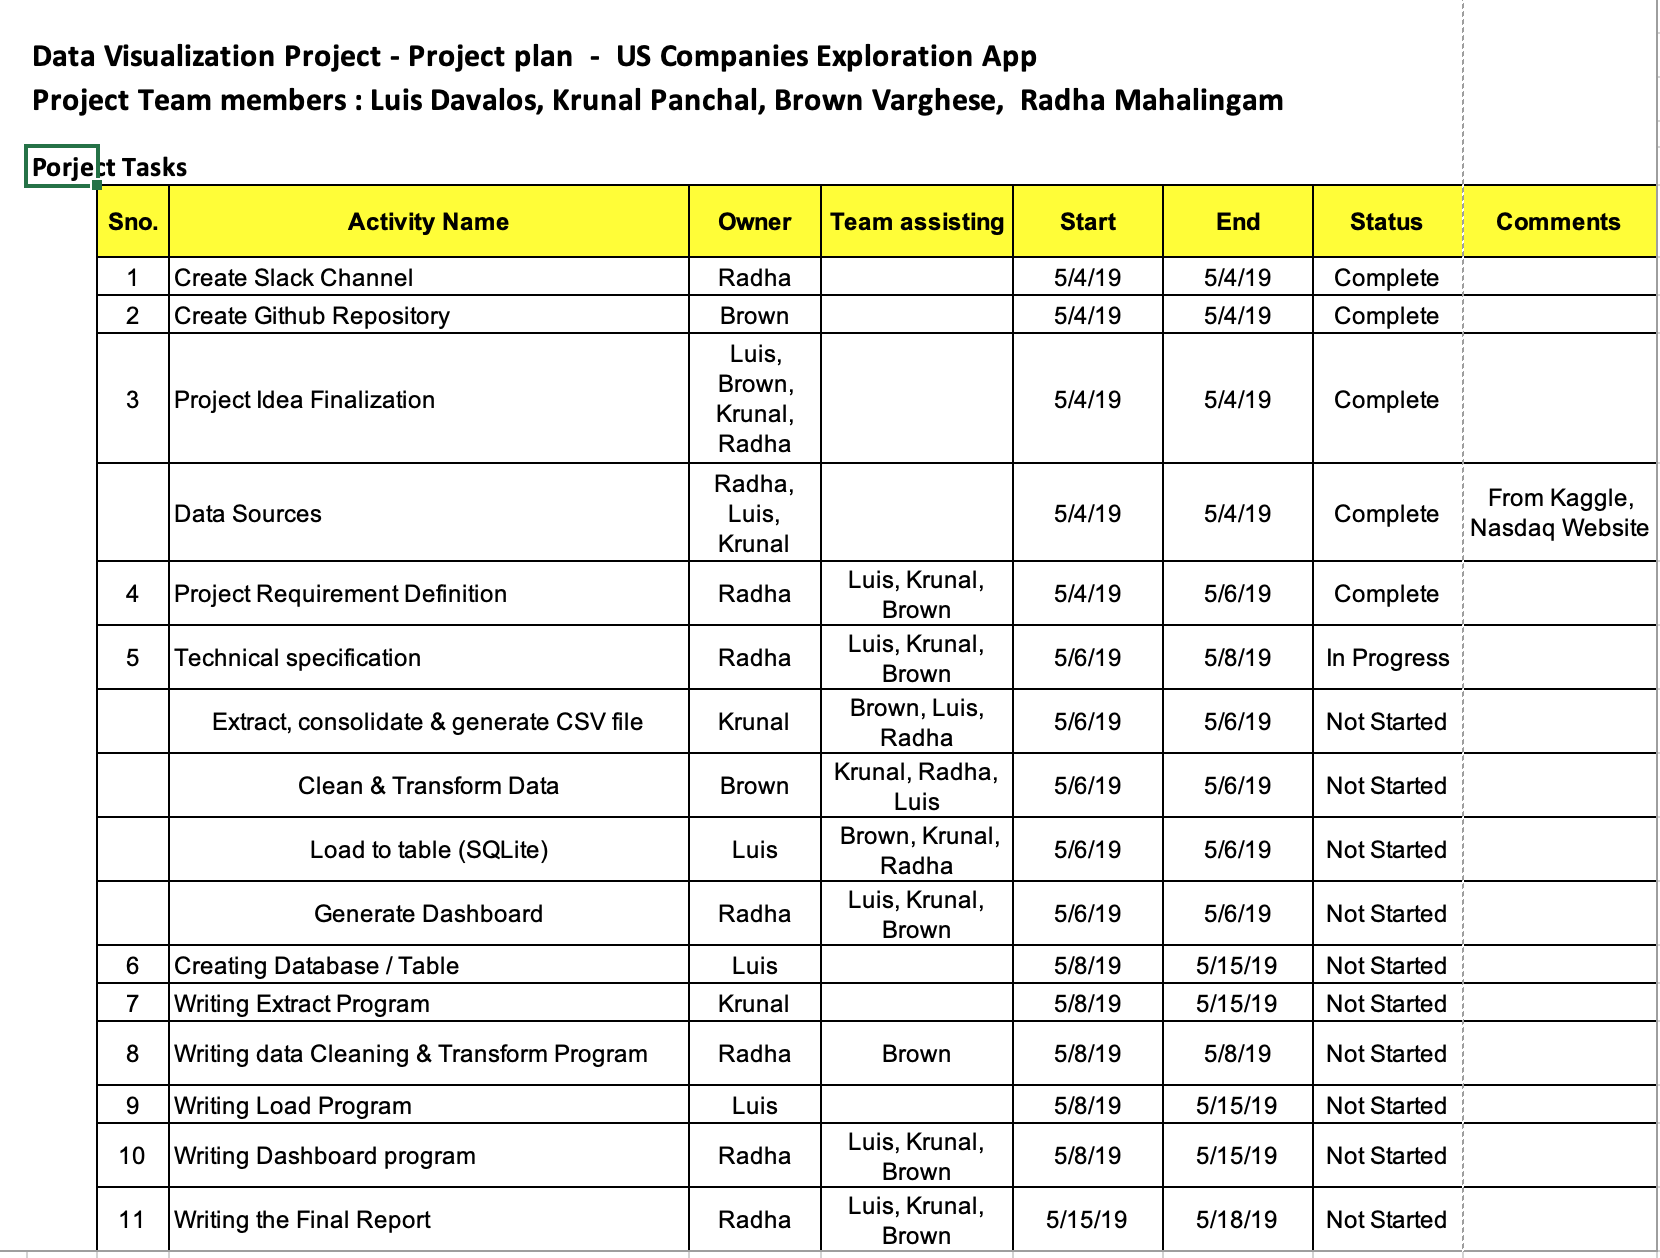 Data Visualization Project - Project plan  -  US Companies Exploration App
Project Team members : Luis Davalos, Krunal Panchal, Brown Varghese,  Radha Mahalingam
Porject Tasks
Sno. Activity Name Owner Team assisting Start End Status Comments
1 Create Slack Channel Radha 5/4/19 5/4/19 Complete
2 Create Github Repository Brown 5/4/19 5/4/19 Complete
3 Project Idea Finalization Luis, Brown, Krunal, Radha 5/4/19 5/4/19 Complete
Data Sources Radha, Luis, Krunal 5/4/19 5/4/19 Complete From Kaggle, Nasdaq Website
4 Project Requirement Definition Radha Luis, Krunal, Brown 5/4/19 5/6/19 Complete
5 Technical specification Radha Luis, Krunal, Brown 5/6/19 5/8/19 In Progress
Extract, consolidate & generate CSV file Krunal Brown, Luis, Radha 5/6/19 5/6/19 Not Started
Clean & Transform Data Brown Krunal, Radha, Luis 5/6/19 5/6/19 Not Started
Load to table (SQLite) Luis Brown, Krunal, Radha 5/6/19 5/6/19 Not Started
Generate Dashboard Radha Luis, Krunal, Brown 5/6/19 5/6/19 Not Started
6 Creating Database / Table Luis 5/8/19 5/15/19 Not Started
7 Writing Extract Program Krunal 5/8/19 5/15/19 Not Started
8 Writing data Cleaning & Transform Program Radha Brown 5/8/19 5/8/19 Not Started
9 Writing Load Program Luis 5/8/19 5/15/19 Not Started
10 Writing Dashboard program Radha Luis, Krunal, Brown 5/8/19 5/15/19 Not Started
11 Writing the Final Report Radha Luis, Krunal, Brown 5/15/19 5/18/19 Not Started